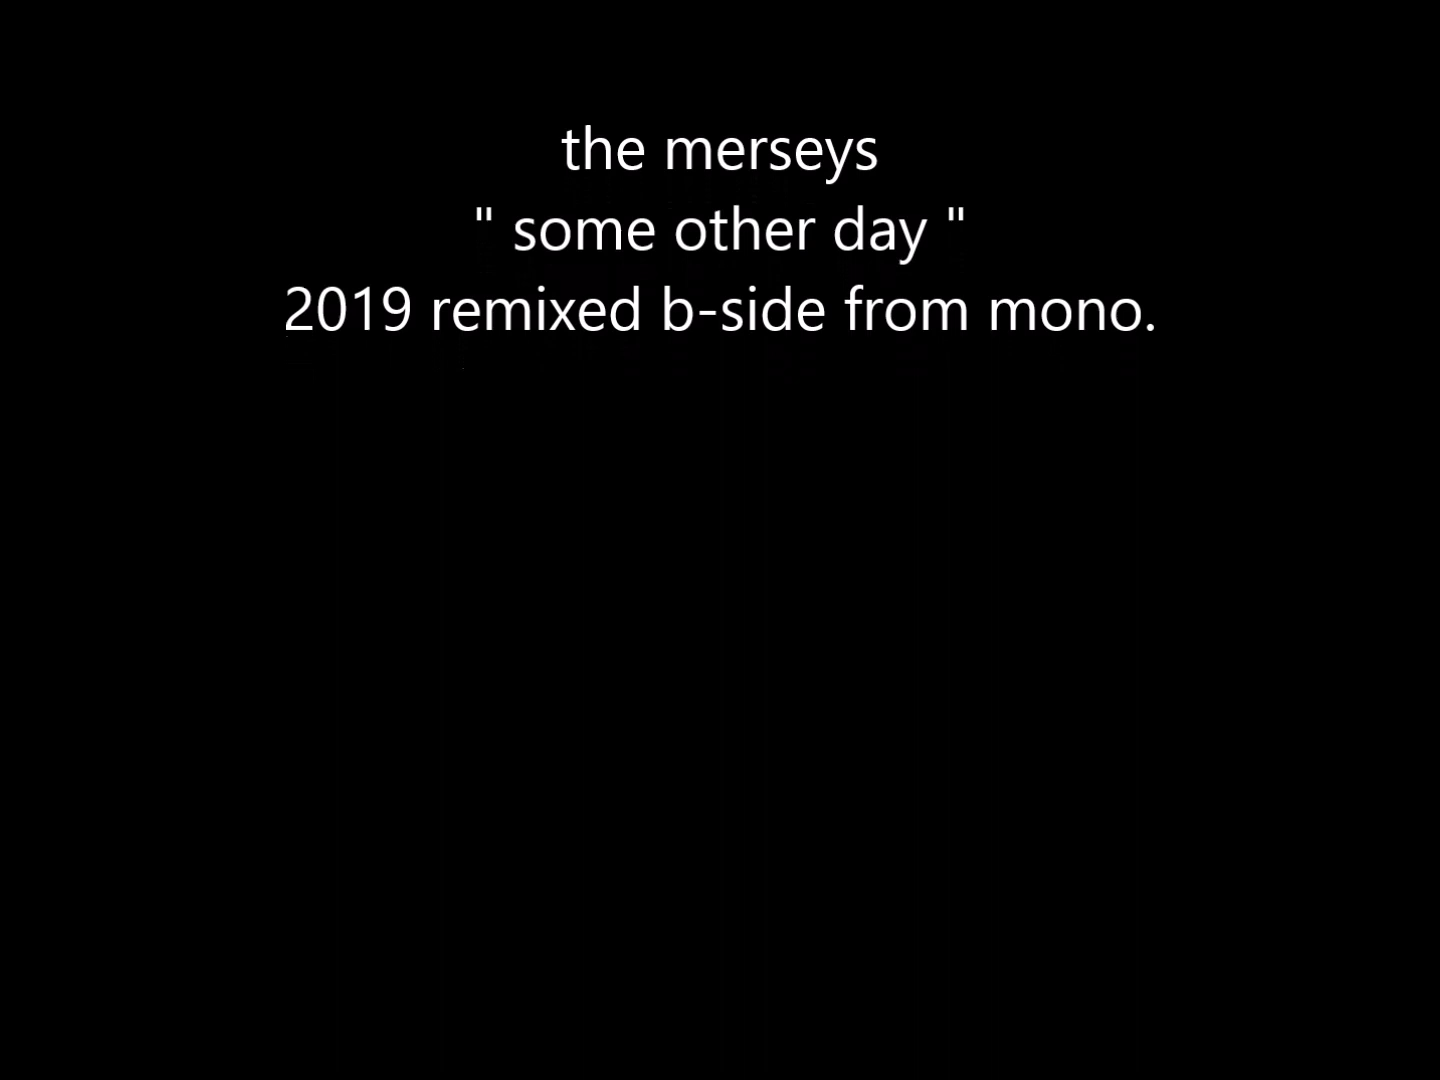 the merseys
" some other day "
2019 remixed b-side from mono.